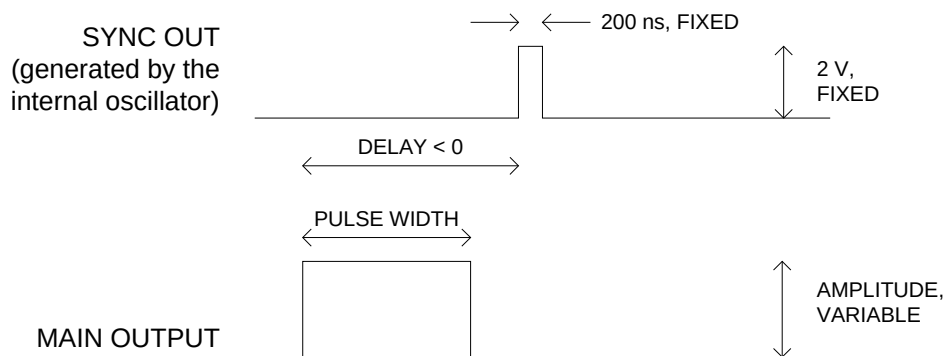 200 ns, FIXED
SYNC OUT
(generated by the
internal oscillator)
2 V,
FIXED
DELAY < 0
PULSE WIDTH
AMPLITUDE,
VARIABLE
MAIN OUTPUT